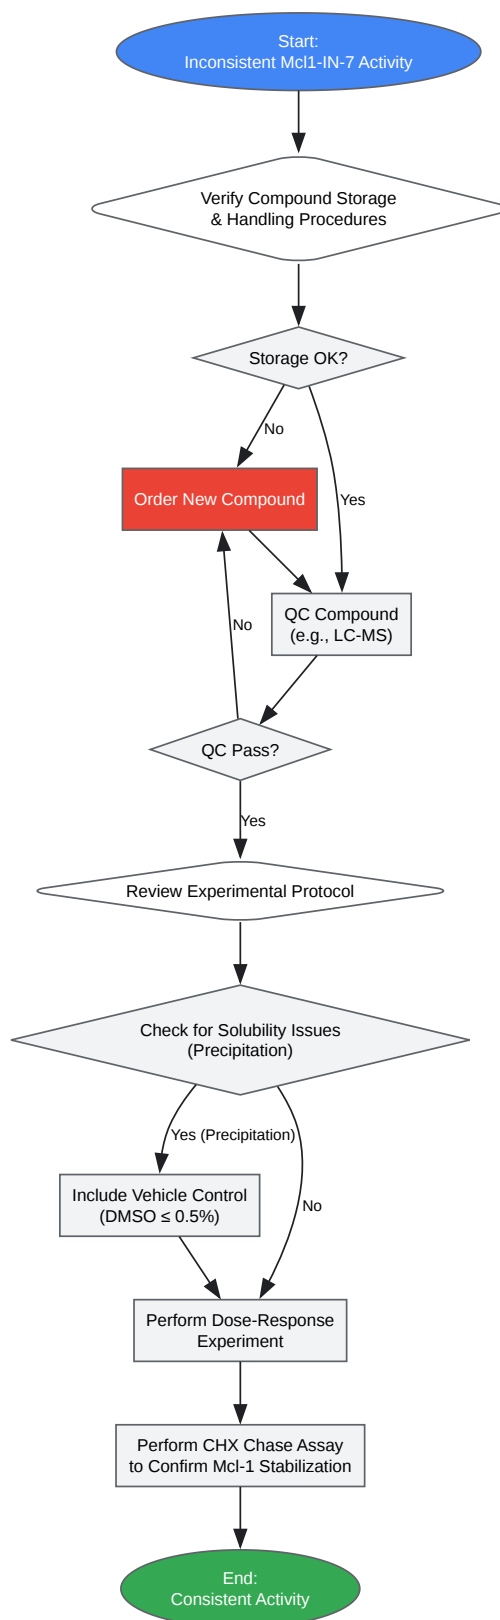 Start:
Inconsistent Mcl1-IN-7 Activity
Verify Compound Storage
& Handling Procedures
Storage OK?
No
Order New Compound
Yes
QC Compound
(e.g., LC-MS)
No
QC Pass?
Yes
Review Experimental Protocol
Check for Solubility Issues
(Precipitation)
Yes (Precipitation)
Include Vehicle Control
(DMSO ≤ 0.5%)
No
Perform Dose-Response
Experiment
Perform CHX Chase Assay
to Confirm Mcl-1 Stabilization
End:
Consistent Activity